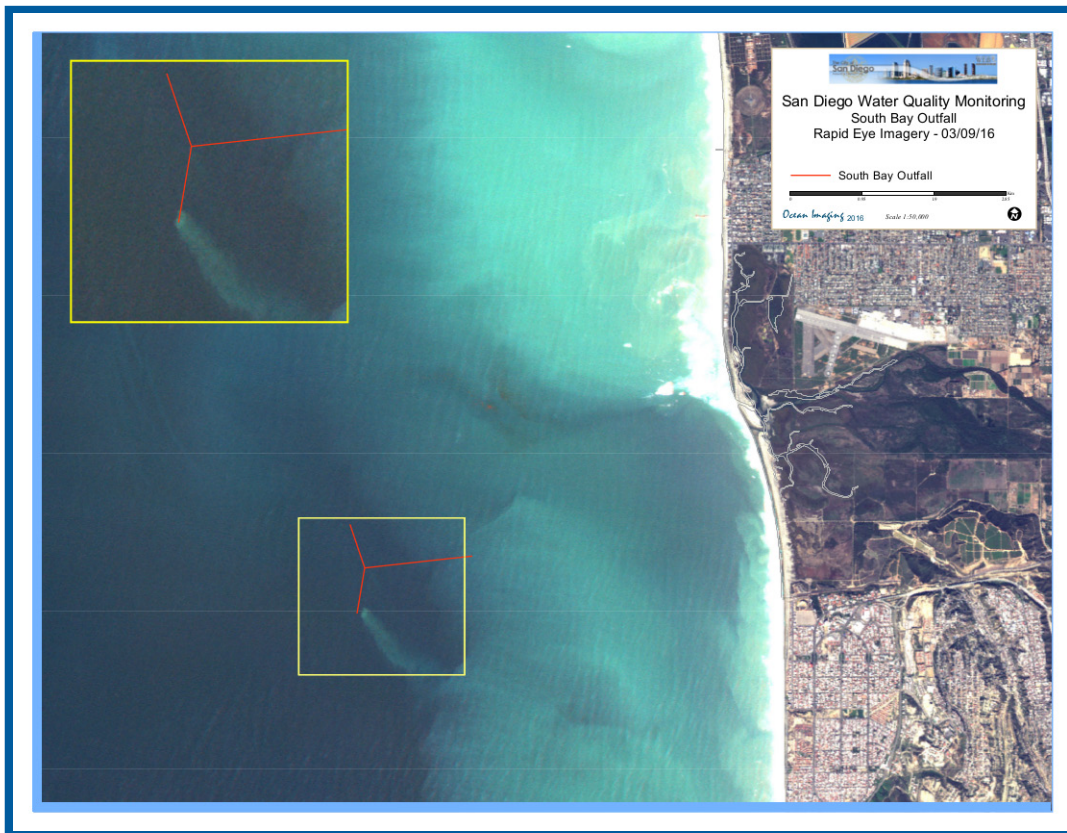 San Diego
San Diego Water Quality Monitoring
South Bay Outfall
Rapid Eye Imagery - 03/09/16
South Bay Outfall
Ocean Imaging 2016 Scale 1:50,000
N